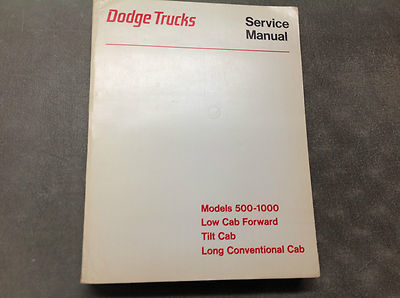 Dodge Trucks
Service
Manual
Models 500-1000
Low Cab Forward
Tilt Cab
Long Conventional Cab